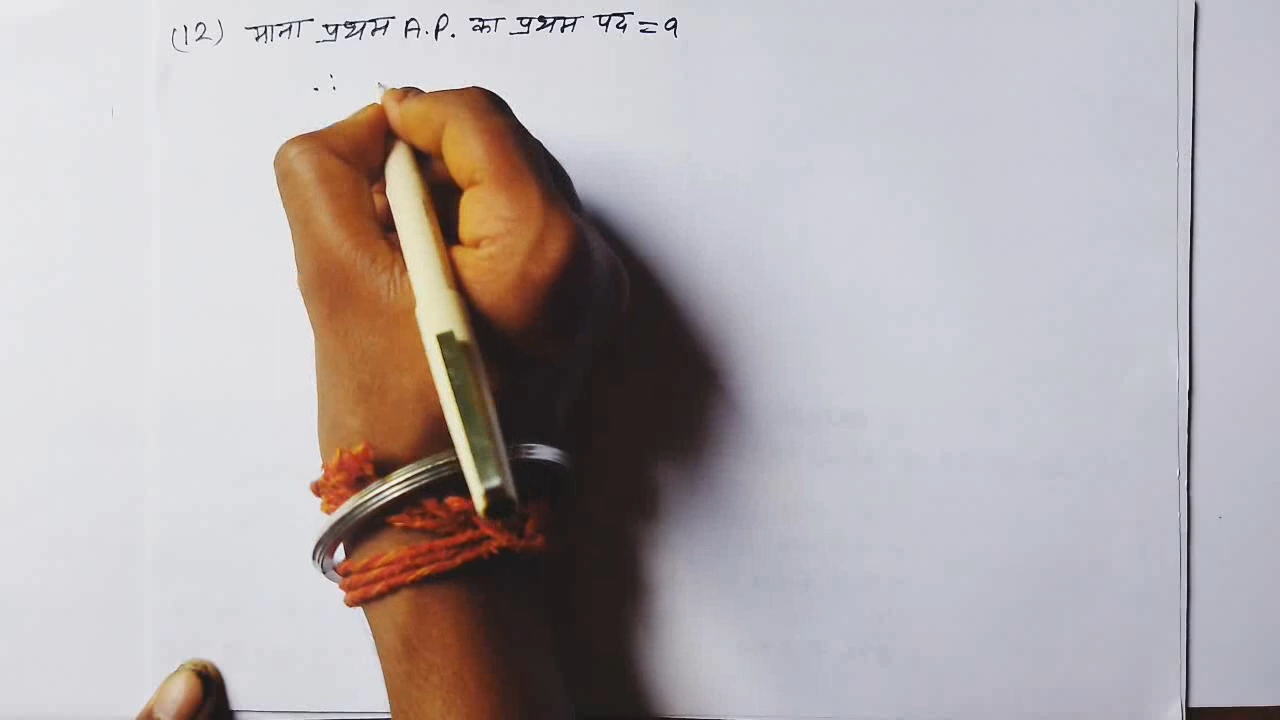 (12) माना प्रथम A.P. का प्रथम पद = a
∴